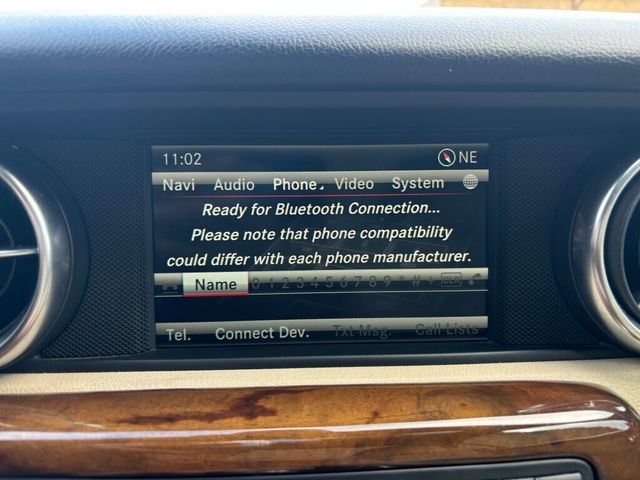 11:02 NE
Navi Audio Phone Video System
Ready for Bluetooth Connection...
Please note that phone compatibility
could differ with each phone manufacturer.
Name 0 1 2 3 4 5 6 7 8 9 * # + CLR
Tel. Connect Dev. Txt Msg. Call Lists